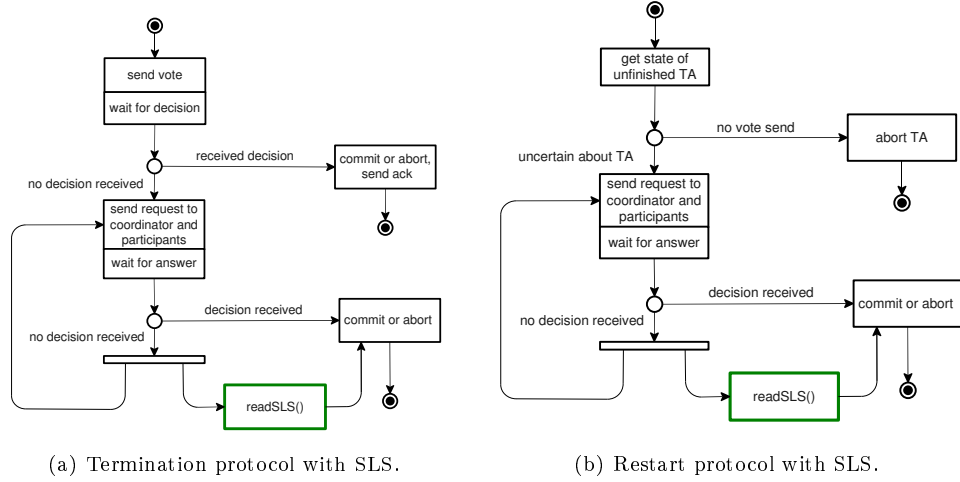 send vote
wait for decision
received decision
commit or abort,
send ack
no decision received
send request to
coordinator and
participants
wait for answer
decision received
commit or abort
no decision received
readSLS()
(a) Termination protocol with SLS.
get state of
unfinished TA
no vote send
abort TA
uncertain about TA
send request to
coordinator and
participants
wait for answer
decision received
commit or abort
no decision received
readSLS()
(b) Restart protocol with SLS.